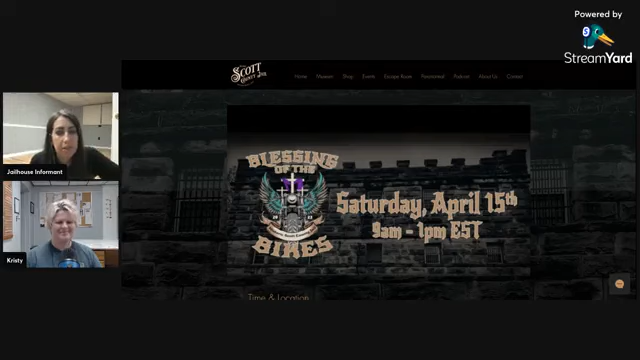 Powered by
StreamYard
SCOTT
COUNTY JAIL
Home Museum Shop Events Escape Room Paranormal Podcast About Us Contact
Jailhouse Informant
BLESSING
OF THE
BIKES
Saturday, April 15th
9am - 1pm EST
Kristy
Time & Location